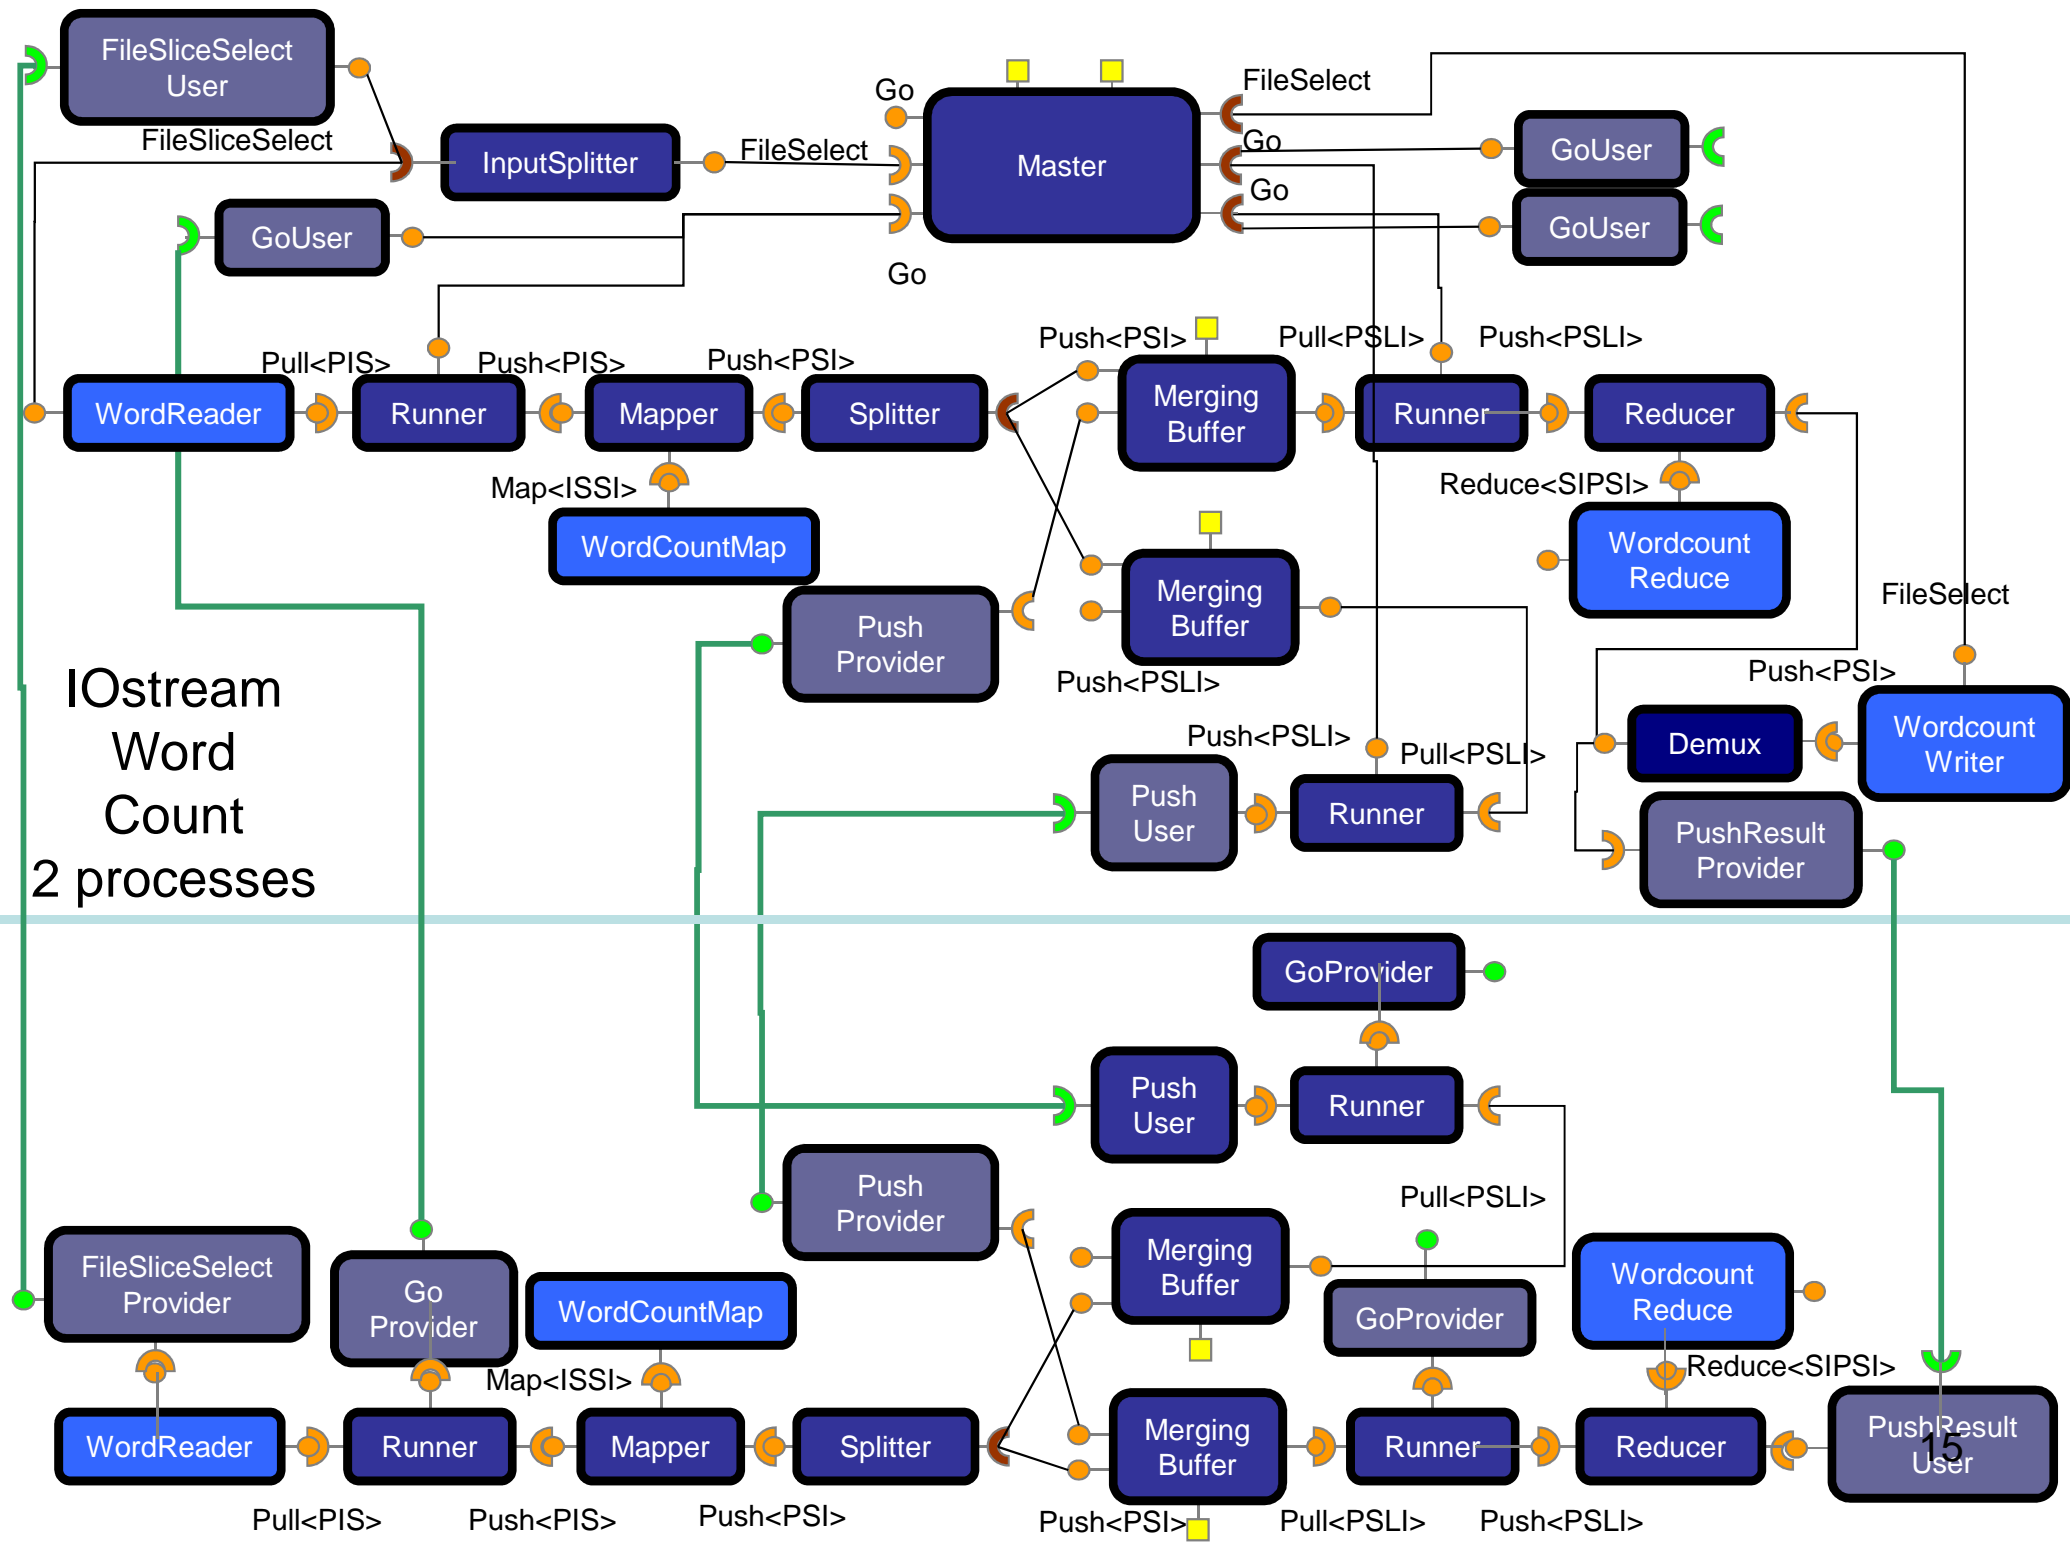 FileSliceSelect
User
FileSliceSelect
InputSplitter
FileSelect
Go
Master
FileSelect
Go
Go
GoUser
GoUser
GoUser
Go
Pull<PIS>
Push<PIS>
Push<PSI>
Push<PSI>
Pull<PSLI>
Push<PSLI>
WordReader
Runner
Mapper
Splitter
Merging
Buffer
Runner
Reducer
Map<ISSI>
WordCountMap
Reduce<SIPSI>
Wordcount
Reduce
Merging
Buffer
FileSelect
Push
Provider
Push<PSLI>
Push<PSI>
IOstream
Word
Count
2 processes
Push<PSLI>
Pull<PSLI>
Demux
Wordcount
Writer
Push
User
Runner
PushResult
Provider
GoProvider
Push
User
Runner
Push
Provider
Pull<PSLI>
FileSliceSelect
Provider
Go
Provider
WordCountMap
Merging
Buffer
GoProvider
Wordcount
Reduce
Map<ISSI>
Reduce<SIPSI>
WordReader
Runner
Mapper
Splitter
Merging
Buffer
Runner
Reducer
PushResult
User
15
Pull<PIS>
Push<PIS>
Push<PSI>
Push<PSI>
Pull<PSLI>
Push<PSLI>